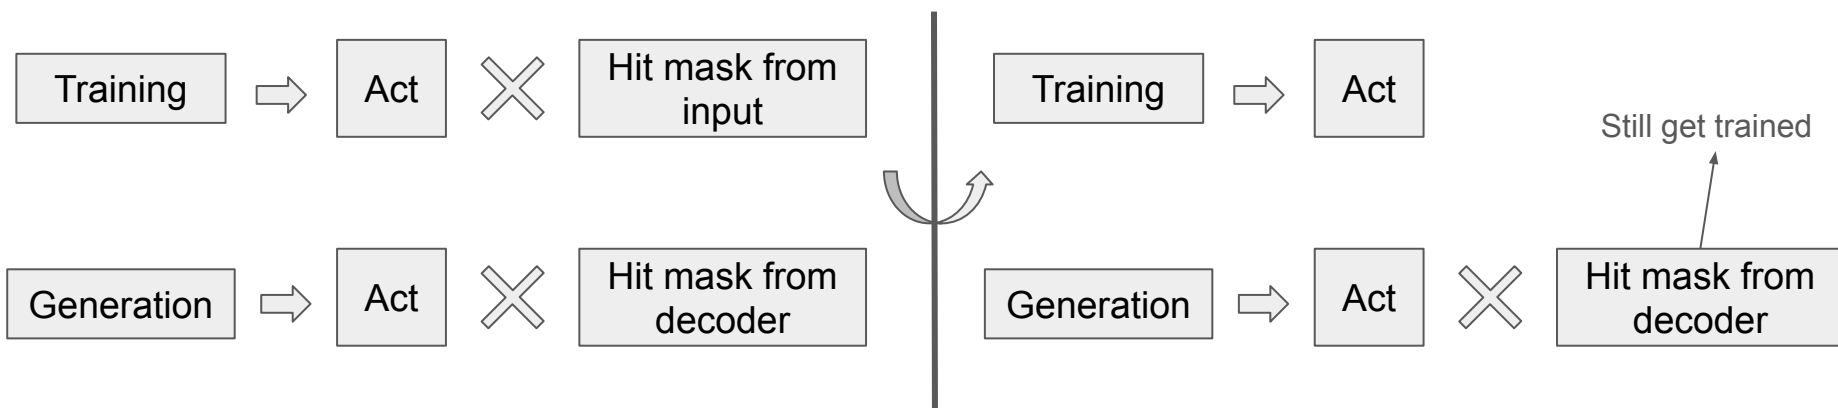 Training
Act
Hit mask from
input
Generation
Act
Hit mask from
decoder
Training
Act
Still get trained
Generation
Act
Hit mask from
decoder